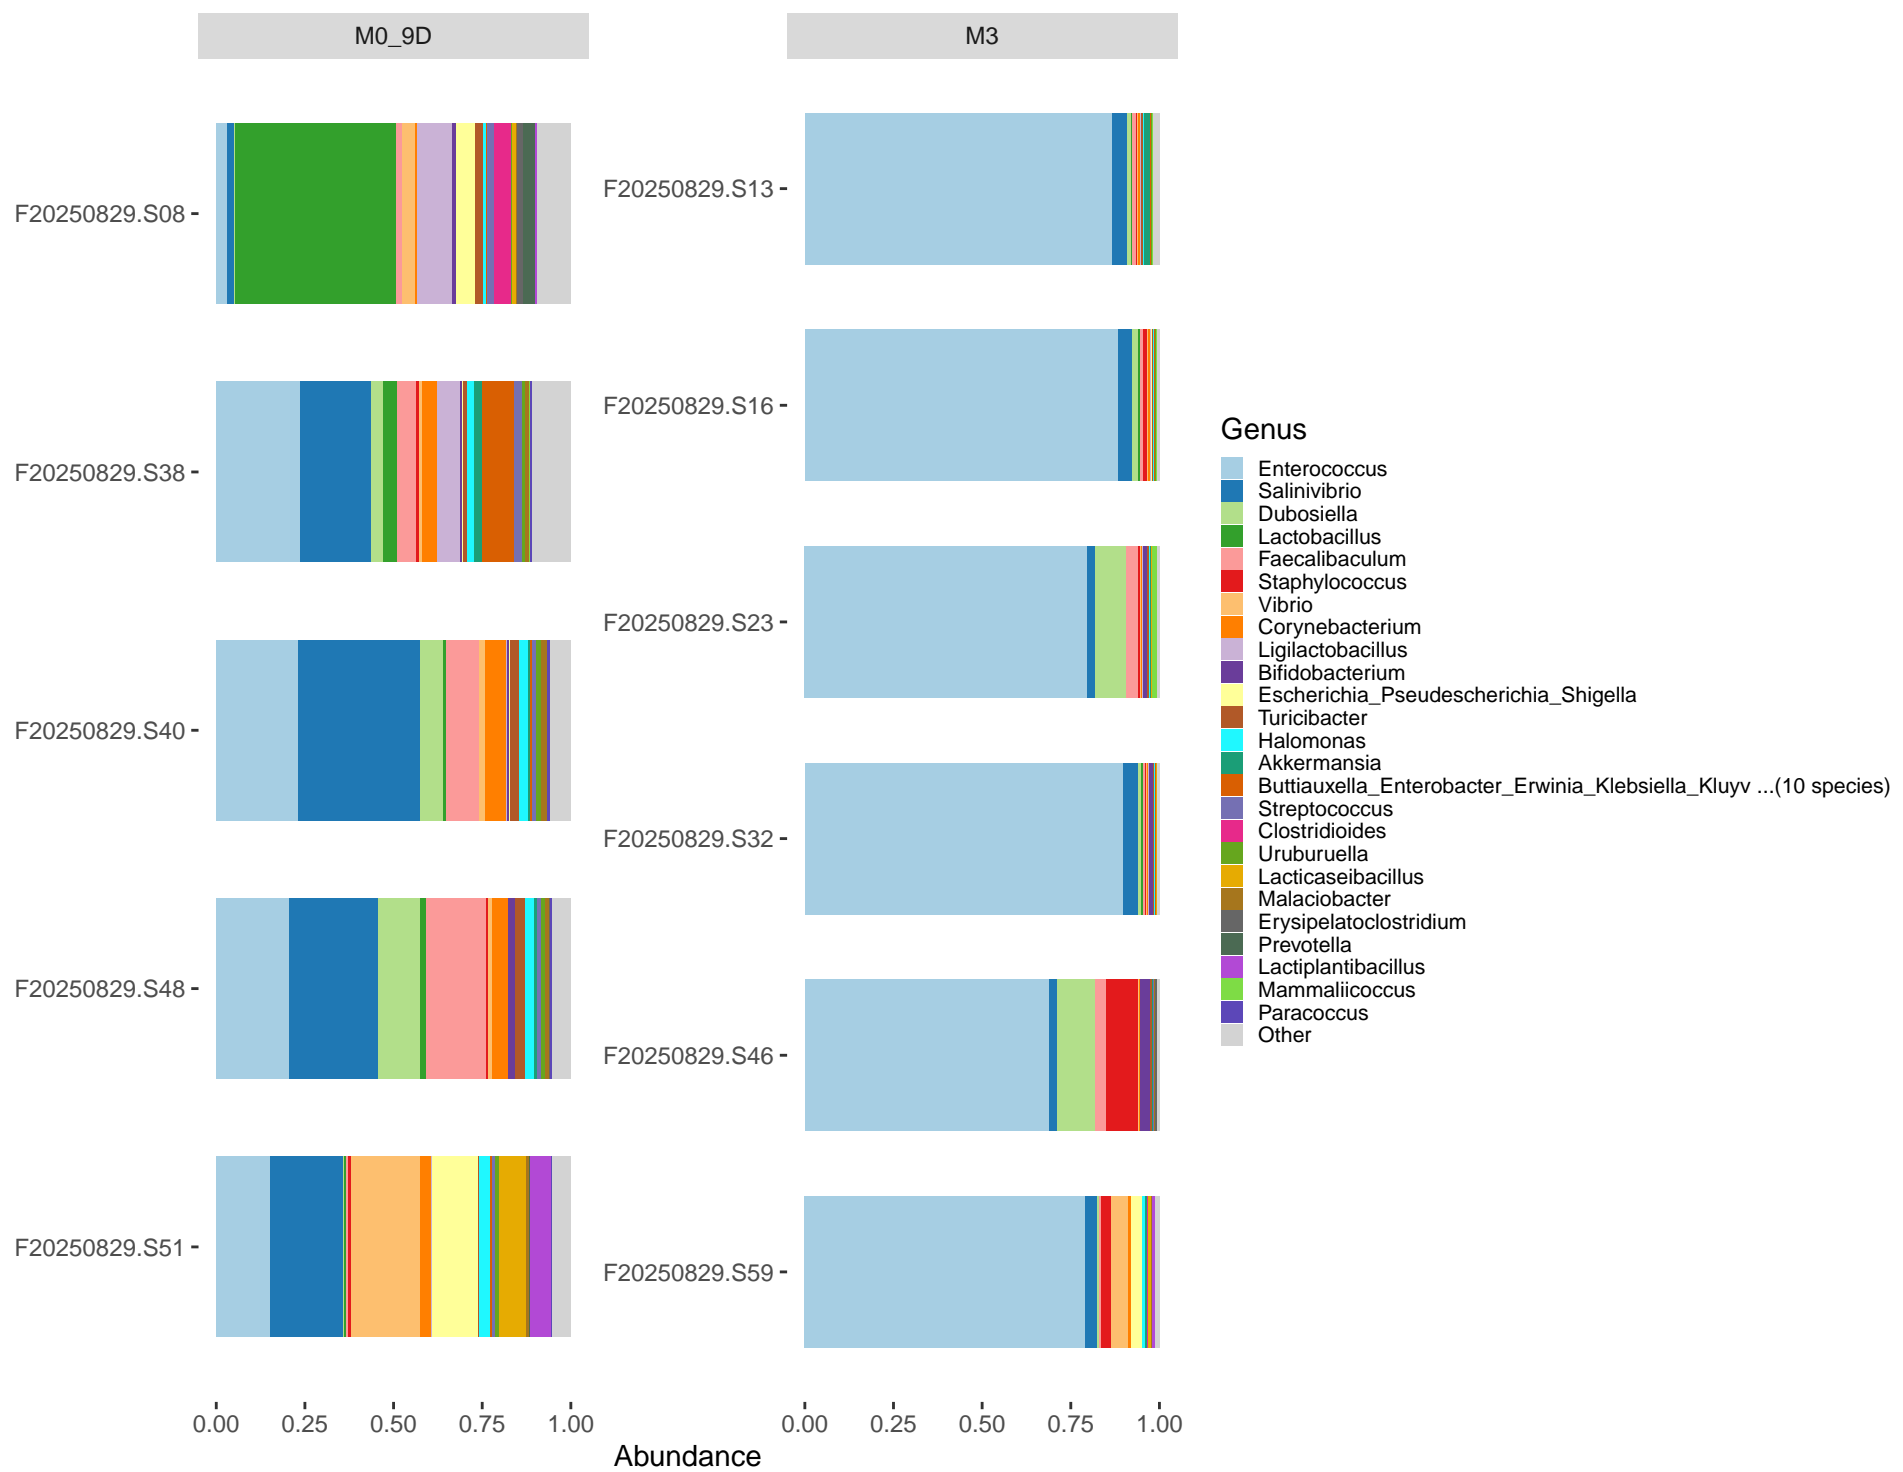 M0_9D
M3
F20250829.S08
F20250829.S38
F20250829.S40
F20250829.S48
F20250829.S51
F20250829.S13
F20250829.S16
F20250829.S23
F20250829.S32
F20250829.S46
F20250829.S59
0.00 0.25 0.50 0.75 1.00
0.00 0.25 0.50 0.75 1.00
Abundance
Genus
Enterococcus
Salinivibrio
Dubosiella
Lactobacillus
Faecalibaculum
Staphylococcus
Vibrio
Corynebacterium
Ligilactobacillus
Bifidobacterium
Escherichia_Pseudescherichia_Shigella
Turicibacter
Halomonas
Akkermansia
Buttiauxella_Enterobacter_Erwinia_Klebsiella_Kluyv ...(10 species)
Streptococcus
Clostridioides
Uruburuella
Lacticaseibacillus
Malaciobacter
Erysipelatoclostridium
Prevotella
Lactiplantibacillus
Mammaliicoccus
Paracoccus
Other